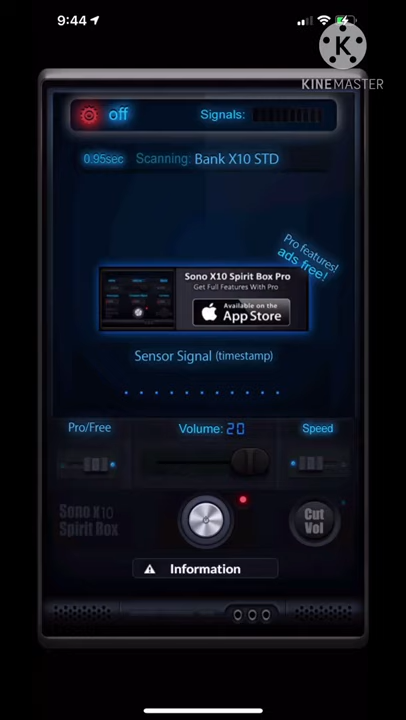 9:44
K
KINEMASTER
off
Signals:
0.95sec Scanning: Bank X10 STD
Pro features!
ads free!
Sono X10 Spirit Box Pro
Get Full Features With Pro
Available on the
App Store
Sensor Signal (timestamp)
Pro/Free
Volume: 20
Speed
Sono X10
Spirit Box
Cut
Vol
Information